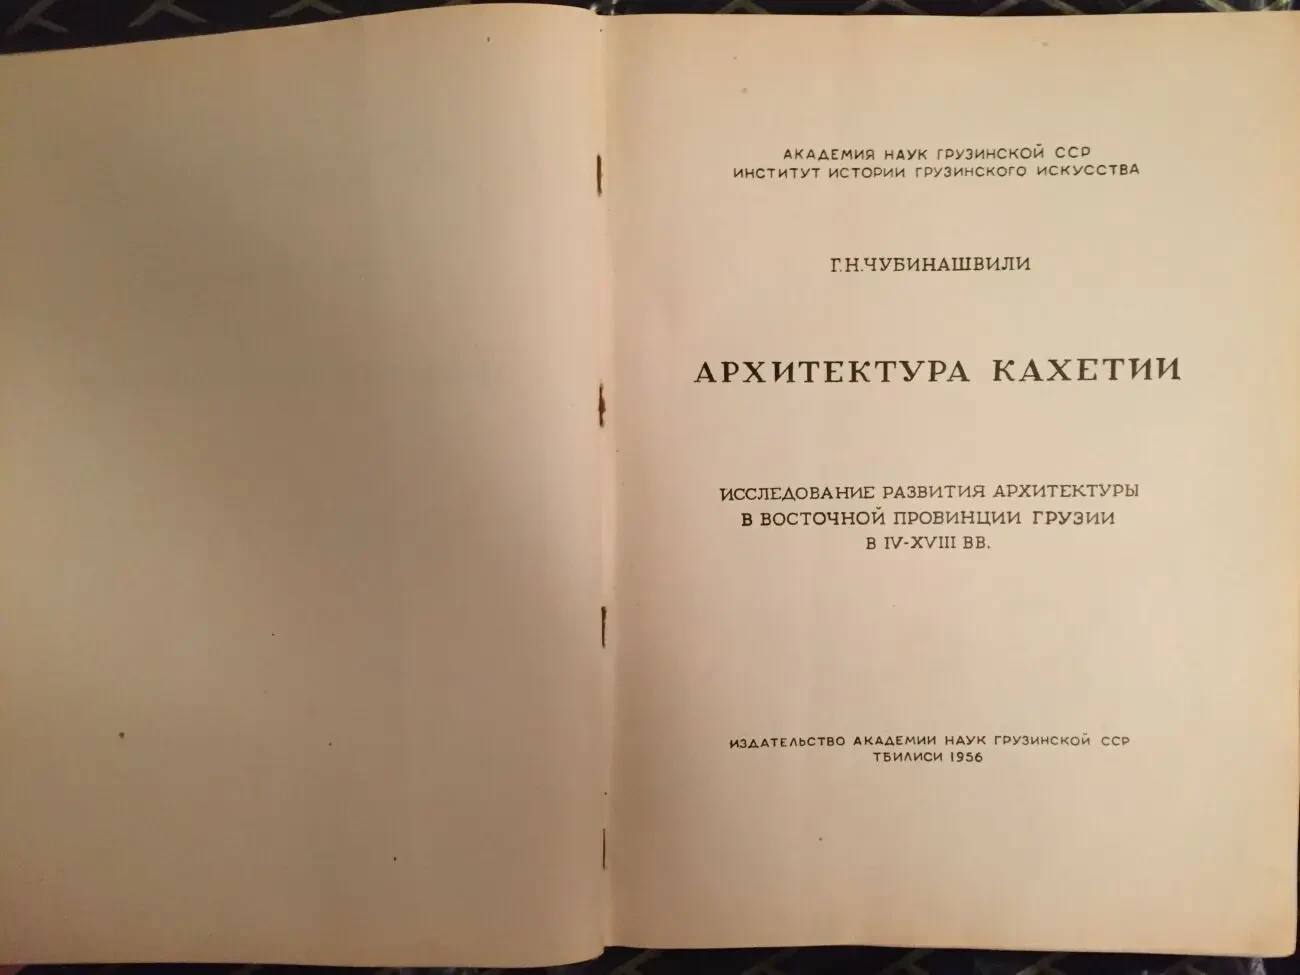 АКАДЕМИЯ НАУК ГРУЗИНСКОЙ ССР
ИНСТИТУТ ИСТОРИИ ГРУЗИНСКОГО ИСКУССТВА
Г.Н.ЧУБИНАШВИЛИ
АРХИТЕКТУРА КАХЕТИИ
ИССЛЕДОВАНИЕ РАЗВИТИЯ АРХИТЕКТУРЫ
В ВОСТОЧНОЙ ПРОВИНЦИИ ГРУЗИИ
В IV-XVIII ВВ.
ИЗДАТЕЛЬСТВО АКАДЕМИИ НАУК ГРУЗИНСКОЙ ССР
ТБИЛИСИ 1956